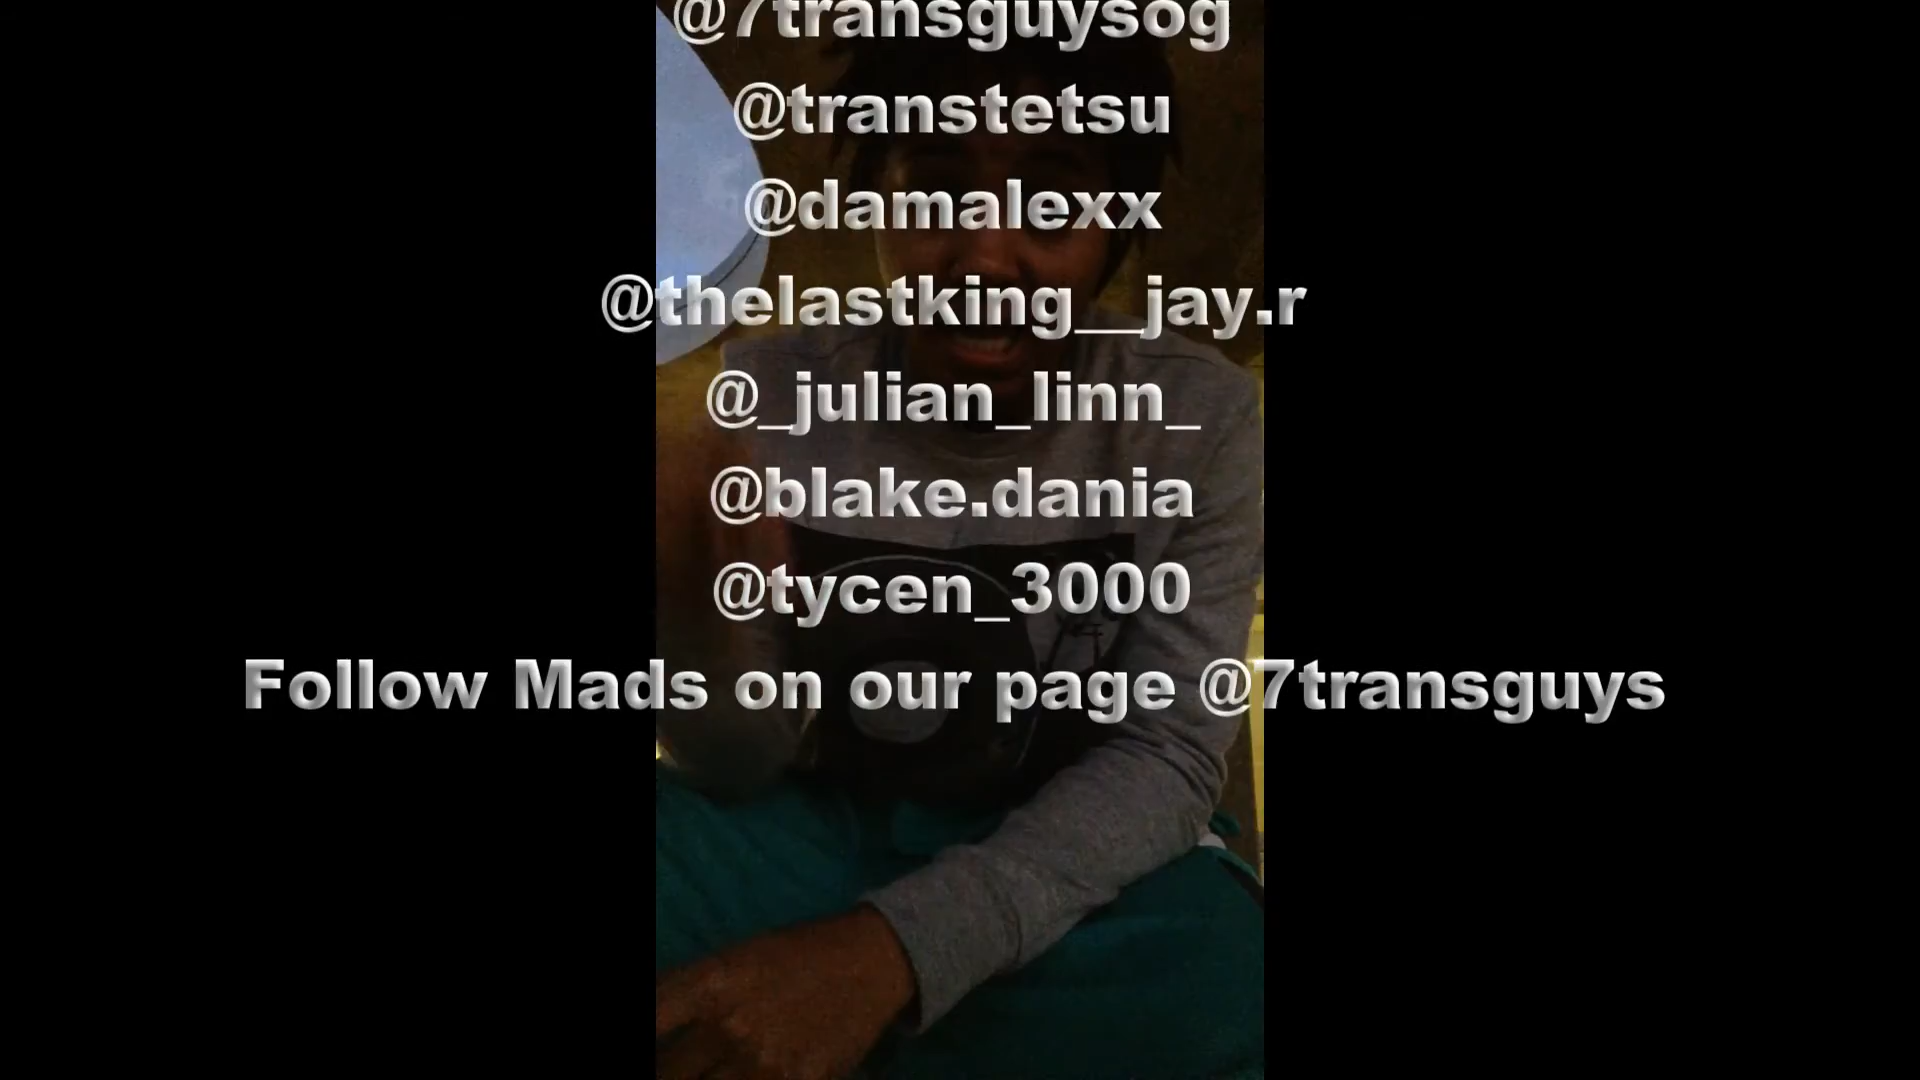 @7transguysog
@transtetsu
@damalexx
@thelastking__jay.r
@_julian_linn_
@blake.dania
@tycen_3000
Follow Mads on our page @7transguys